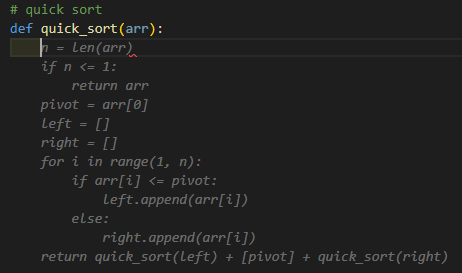 # quick sort
def quick_sort(arr):
    n = len(arr)
    if n <= 1:
        return arr
    pivot = arr[0]
    left = []
    right = []
    for i in range(1, n):
        if arr[i] <= pivot:
            left.append(arr[i])
        else:
            right.append(arr[i])
    return quick_sort(left) + [pivot] + quick_sort(right)